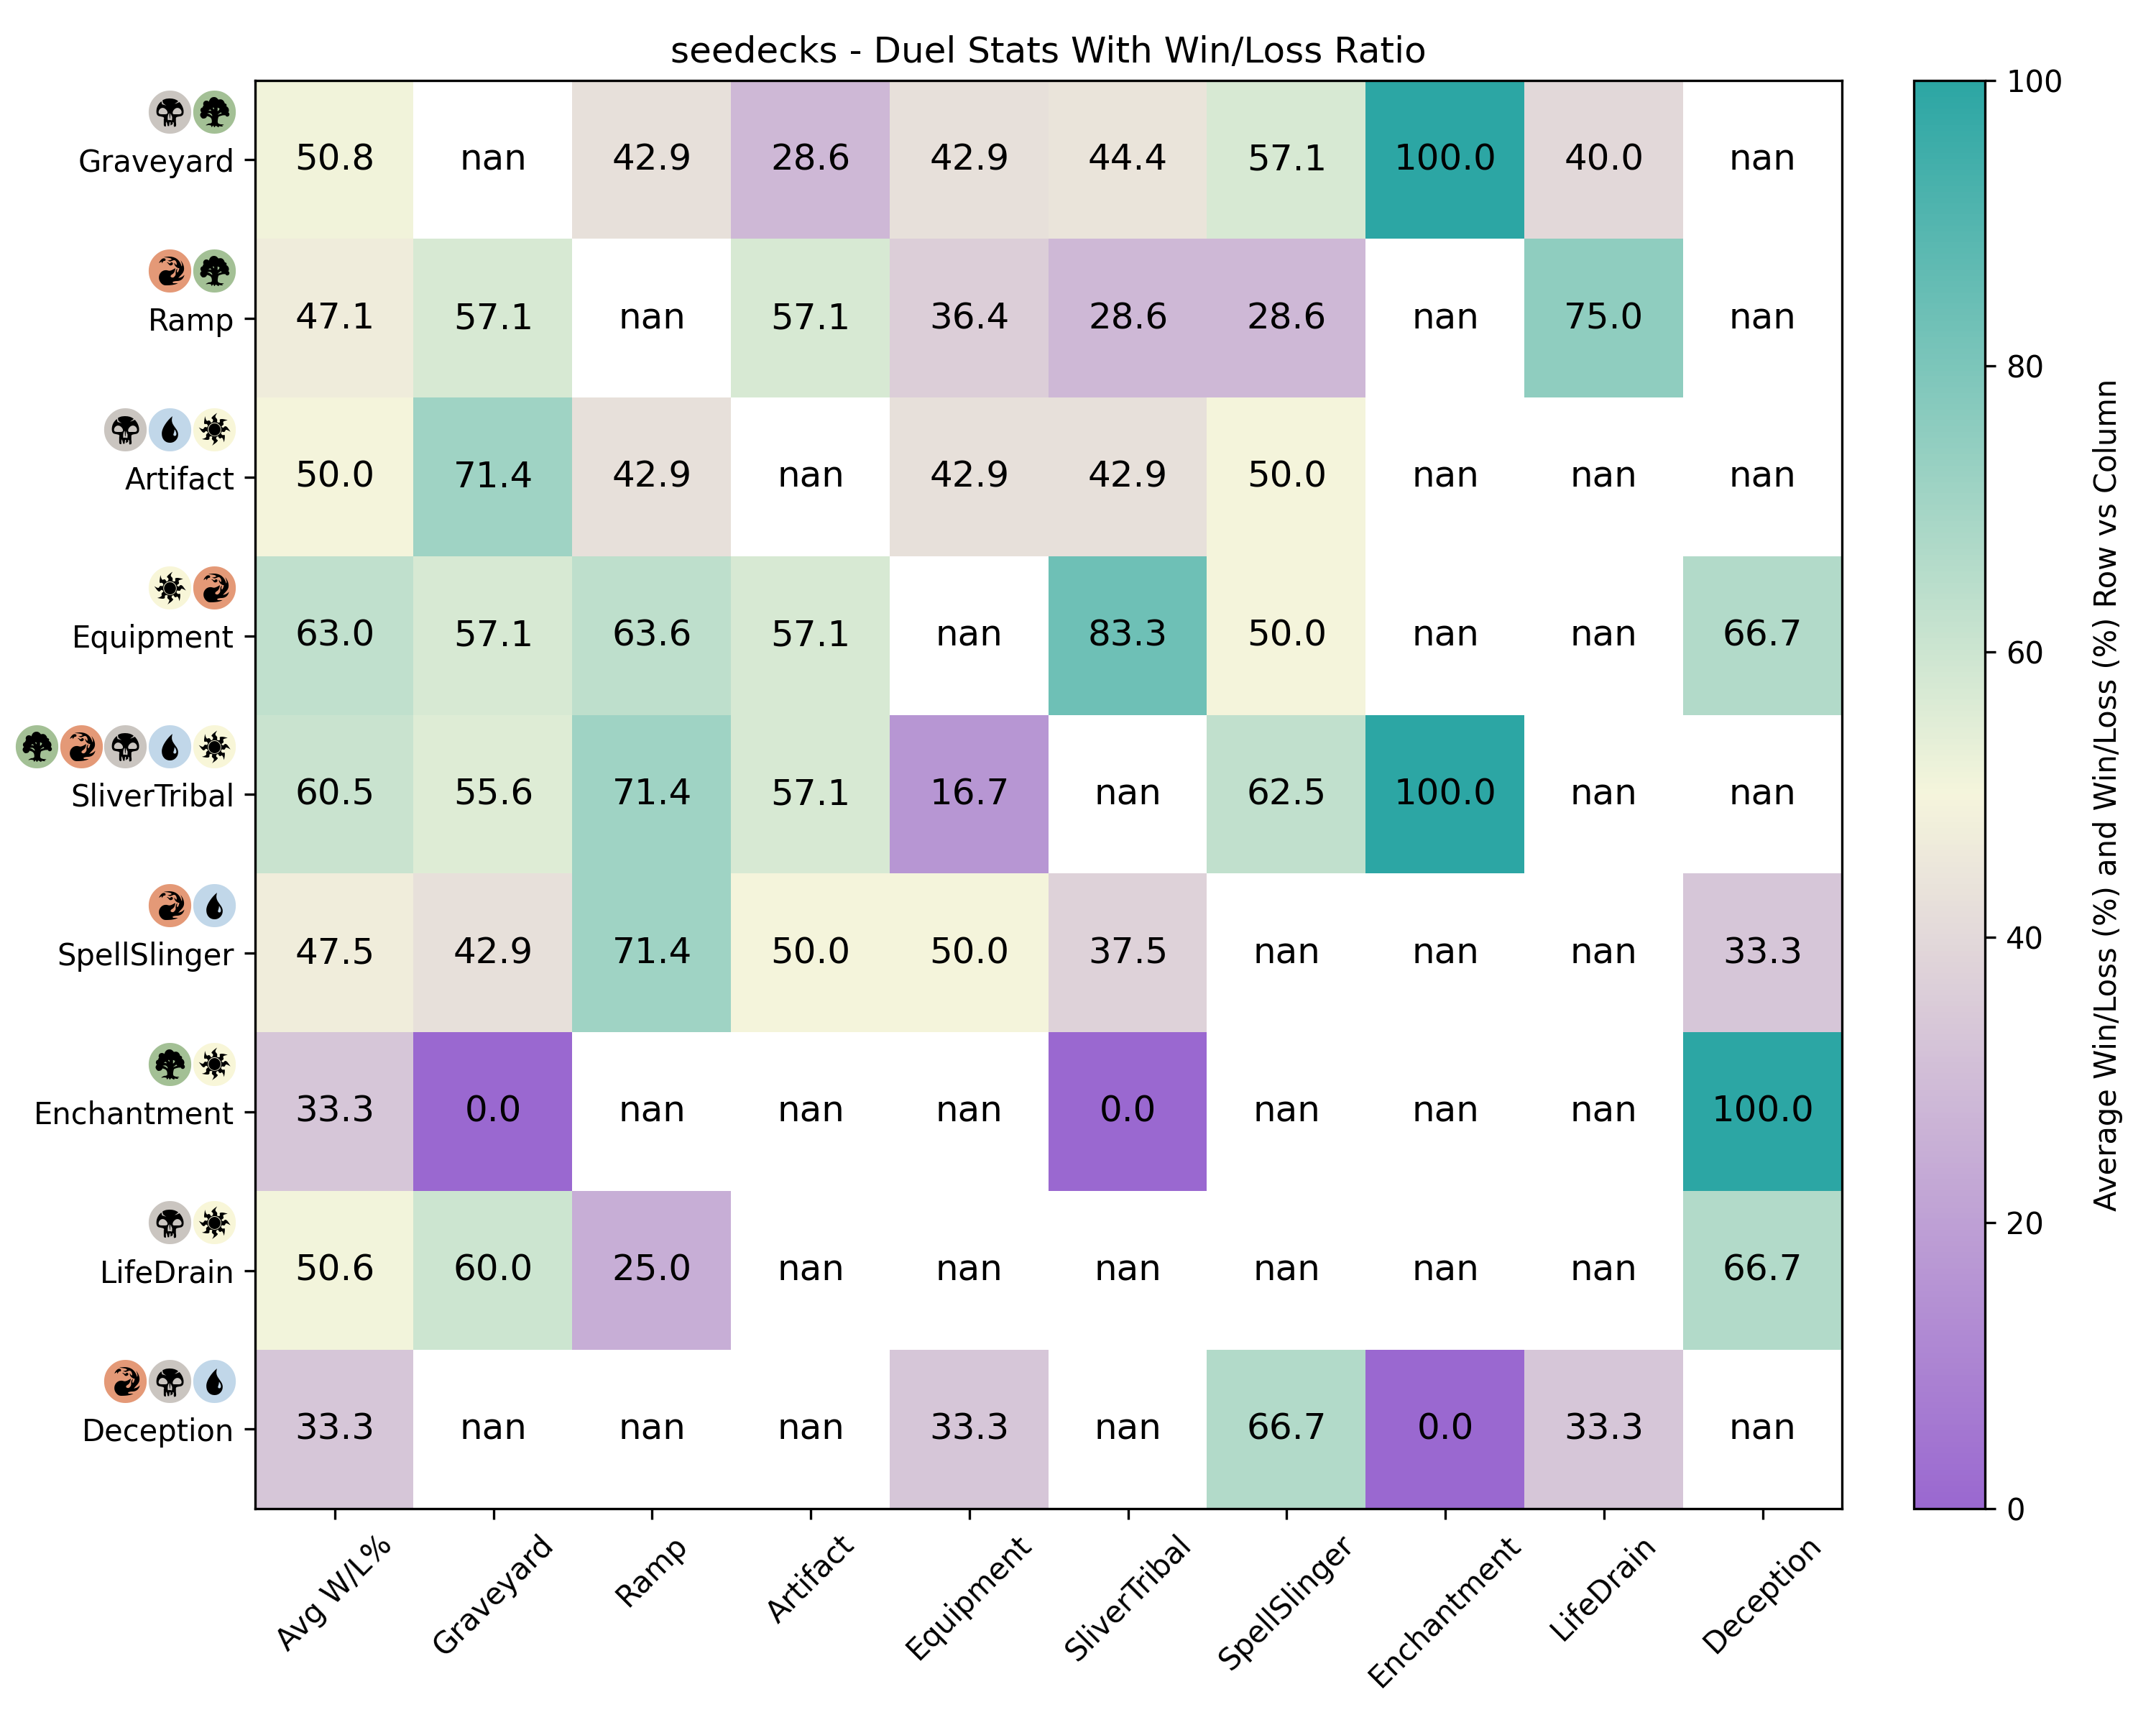 seedecks - Duel Stats With Win/Loss Ratio
Graveyard 50.8 nan 42.9 28.6 42.9 44.4 57.1 100.0 40.0 nan
Ramp 47.1 57.1 nan 57.1 36.4 28.6 28.6 nan 75.0 nan
Artifact 50.0 71.4 42.9 nan 42.9 42.9 50.0 nan nan nan
Equipment 63.0 57.1 63.6 57.1 nan 83.3 50.0 nan nan 66.7
SliverTribal 60.5 55.6 71.4 57.1 16.7 nan 62.5 100.0 nan nan
SpellSlinger 47.5 42.9 71.4 50.0 50.0 37.5 nan nan nan 33.3
Enchantment 33.3 0.0 nan nan nan 0.0 nan nan nan 100.0
LifeDrain 50.6 60.0 25.0 nan nan nan nan nan nan 66.7
Deception 33.3 nan nan nan 33.3 nan 66.7 0.0 33.3 nan
Avg W/L% Graveyard Ramp Artifact Equipment SliverTribal SpellSlinger Enchantment LifeDrain Deception
100
80
60
40
20
0
Average Win/Loss (%) and Win/Loss (%) Row vs Column